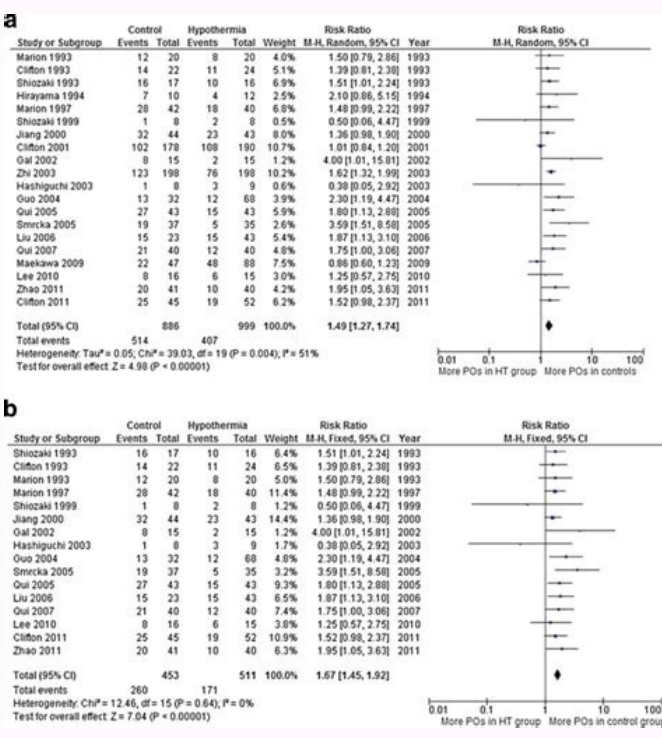 a
Control Hypothermia Risk Ratio Risk Ratio
Study or Subgroup Events Total Events Total Weight M-H, Random, 95% CI Year M-H, Random, 95% CI
Marion 1993 12 20 8 20 4.0% 1.50 [0.79, 2.86] 1993
Clifton 1993 14 22 11 24 5.6% 1.39 [0.81, 2.38] 1993
Shiozaki 1993 16 17 10 16 7.8% 1.51 [1.01, 2.24] 1993
Hirayama 1994 7 10 4 12 2.6% 2.10 [0.86, 5.15] 1994
Marion 1997 28 42 18 40 7.8% 1.48 [0.99, 2.22] 1997
Shiozaki 1999 1 8 2 8 0.6% 0.50 [0.06, 4.47] 1999
Jiang 2000 32 44 23 43 9.2% 1.36 [0.98, 1.90] 2000
Clifton 2001 102 178 108 190 12.9% 1.01 [0.84, 1.20] 2001
Gal 2002 8 15 2 15 1.2% 4.00 [1.01, 15.81] 2002
Zhi 2003 123 198 76 198 12.3% 1.62 [1.32, 1.99] 2003
Hashiguchi 2003 1 8 3 9 0.6% 0.38 [0.05, 2.92] 2003
Guo 2004 13 32 12 68 3.7% 2.30 [1.19, 4.47] 2004
Qui 2005 27 43 15 43 6.3% 1.80 [1.13, 2.88] 2005
Smrcka 2005 19 37 5 35 2.6% 3.59 [1.51, 8.58] 2005
Liu 2006 15 23 15 43 6.0% 1.87 [1.13, 3.10] 2006
Qui 2007 21 40 12 40 5.2% 1.75 [1.00, 3.06] 2007
Maekawa 2009 22 47 48 88 7.5% 0.86 [0.60, 1.23] 2009
Lee 2010 8 16 6 15 1.25 [0.57, 2.75] 2010
Zhao 2011 20 41 10 40 1.95 [1.05, 3.63] 2011
Clifton 2011 25 45 19 52 1.52 [0.98, 2.37] 2011
Total (95% CI) 886 999 100.0% 1.49 [1.27, 1.74]
Total events 514 407
Heterogeneity: Tau² = 0.05; Chi² = 39.03, df = 19 (P = 0.004); I² = 51%
Test for overall effect: Z = 4.98 (P < 0.00001)
0.01 0.1 1 10 100
More POs in HT group More POs in controls
b
Control Hypothermia Risk Ratio Risk Ratio
Study or Subgroup Events Total Events Total Weight M-H, Fixed, 95% CI Year M-H, Fixed, 95% CI
Shiozaki 1993 16 17 10 16 6.4% 1.51 [1.01, 2.24] 1993
Clifton 1993 14 22 11 24 6.5% 1.39 [0.81, 2.38] 1993
Marion 1993 12 20 8 20 4.9% 1.50 [0.79, 2.86] 1993
Marion 1997 28 42 18 40 11.4% 1.48 [0.99, 2.22] 1997
Shiozaki 1999 1 8 2 8 1.2% 0.50 [0.06, 4.47] 1999
Jiang 2000 32 44 23 43 14.4% 1.36 [0.98, 1.90] 2000
Gal 2002 8 15 2 15 1.2% 4.00 [1.01, 15.81] 2002
Hashiguchi 2003 1 8 3 9 1.7% 0.38 [0.05, 2.92] 2003
Guo 2004 13 32 12 68 4.8% 2.30 [1.19, 4.47] 2004
Smrcka 2005 19 37 5 35 3.2% 3.59 [1.51, 8.58] 2005
Qui 2005 27 43 15 43 9.3% 1.80 [1.13, 2.88] 2005
Liu 2006 15 23 15 43 6.5% 1.87 [1.13, 3.10] 2006
Qui 2007 21 40 12 40 7.4% 1.75 [1.00, 3.06] 2007
Lee 2010 8 16 6 15 3.8% 1.25 [0.57, 2.75] 2010
Clifton 2011 25 45 19 52 10.9% 1.52 [0.98, 2.37] 2011
Zhao 2011 20 41 10 40 6.3% 1.95 [1.05, 3.63] 2011
Total (95% CI) 453 511 100.0% 1.67 [1.45, 1.92]
Total events 260 171
Heterogeneity: Chi² = 12.46, df = 15 (P = 0.64); I² = 0%
Test for overall effect: Z = 7.04 (P < 0.00001)
0.01 0.1 1 10 100
More POs in HT group More POs in control group